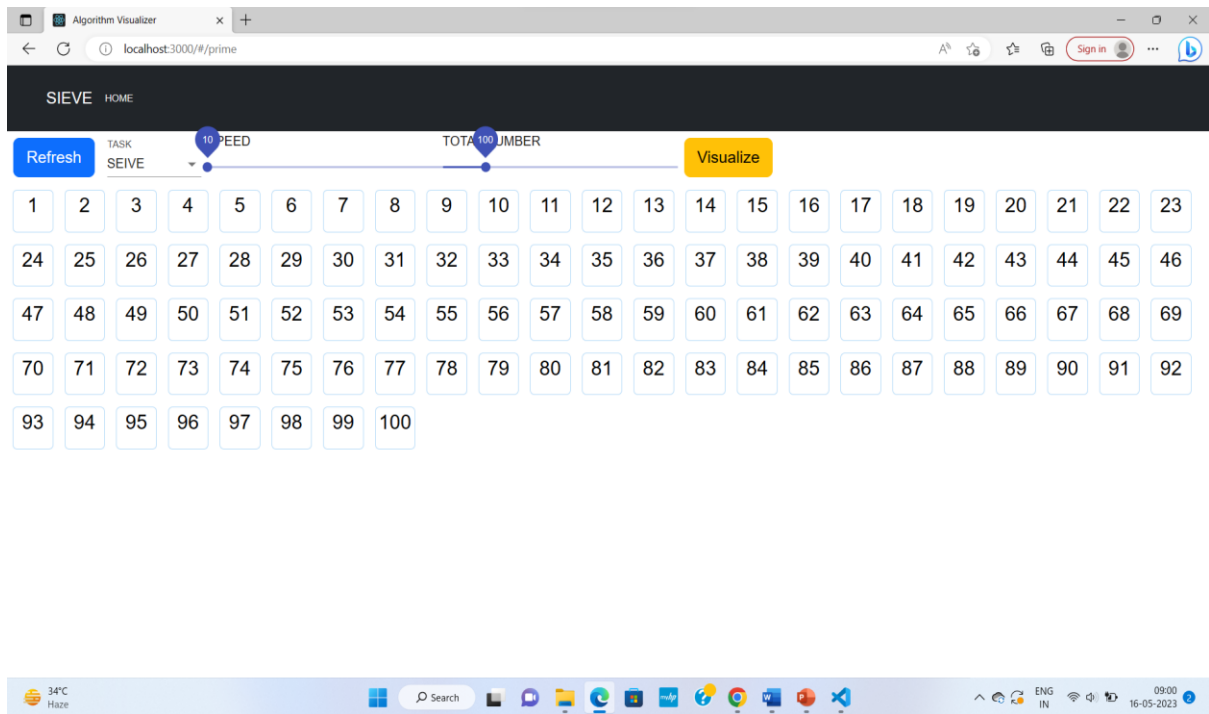 Algorithm Visualizer
localhost:3000/#/prime
Sign in
SIEVE HOME
Refresh
TASK
SEIVE
10 PEED
TOTA 100 UMBER
Visualize
1 2 3 4 5 6 7 8 9 10 11 12 13 14 15 16 17 18 19 20 21 22 23
24 25 26 27 28 29 30 31 32 33 34 35 36 37 38 39 40 41 42 43 44 45 46
47 48 49 50 51 52 53 54 55 56 57 58 59 60 61 62 63 64 65 66 67 68 69
70 71 72 73 74 75 76 77 78 79 80 81 82 83 84 85 86 87 88 89 90 91 92
93 94 95 96 97 98 99 100
34°C
Haze
Search
ENG
IN
09:00
16-05-2023
2